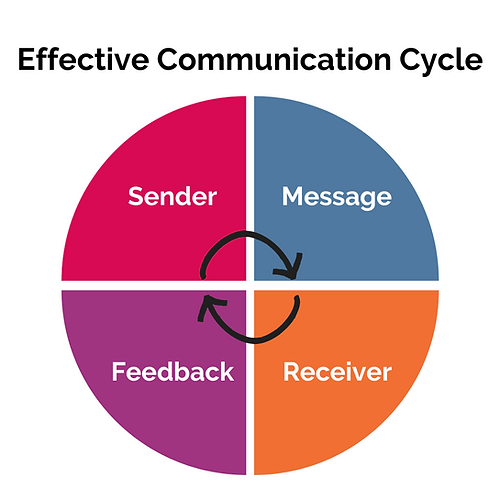 Effective Communication Cycle
Sender
Message
Feedback
Receiver